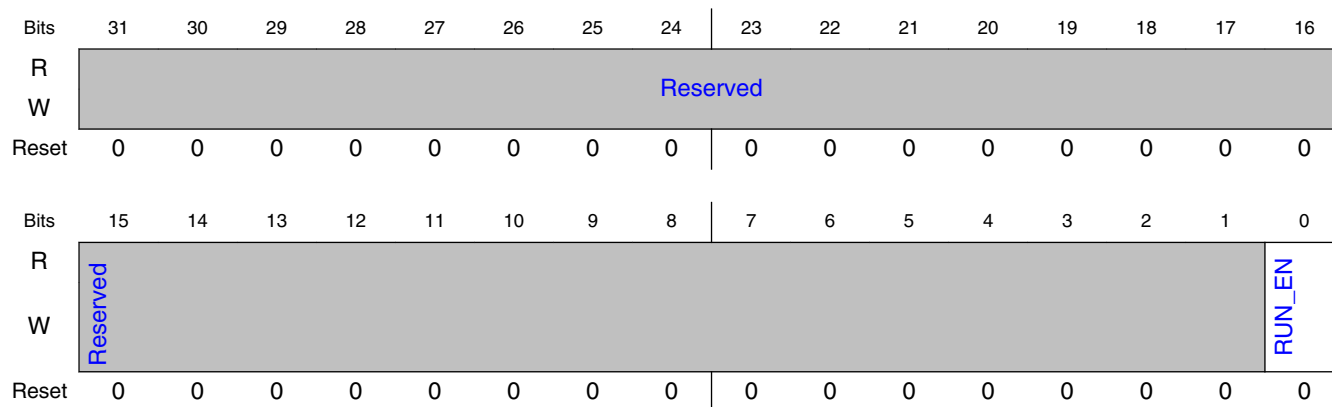 Bits 31 30 29 28 27 26 25 24 23 22 21 20 19 18 17 16
R
Reserved
W
Reset 0 0 0 0 0 0 0 0 0 0 0 0 0 0 0 0
Bits 15 14 13 12 11 10 9 8 7 6 5 4 3 2 1 0
R
Reserved
RUN_EN
W
Reset 0 0 0 0 0 0 0 0 0 0 0 0 0 0 0 0